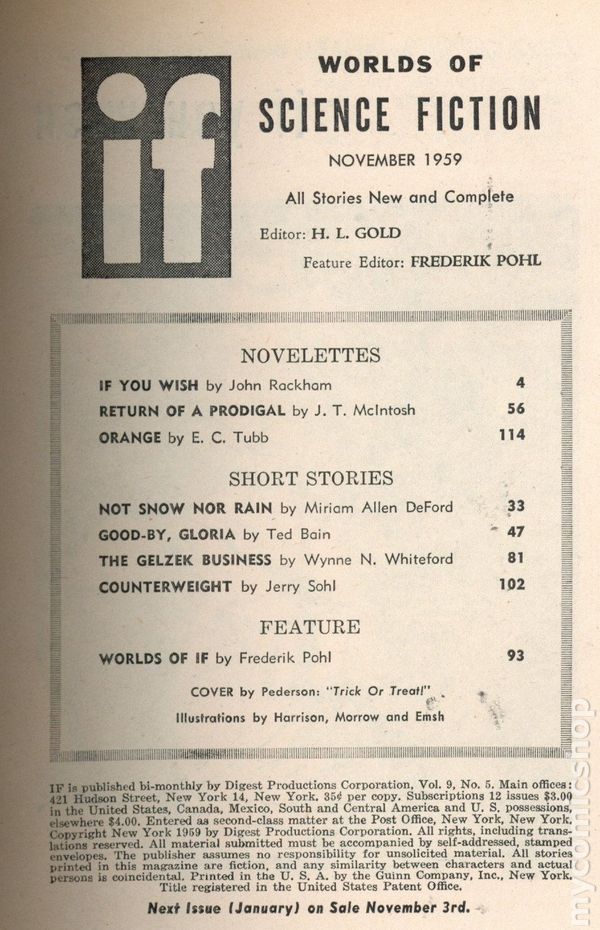 if
WORLDS OF
SCIENCE FICTION
NOVEMBER 1959
All Stories New and Complete
Editor: H. L. GOLD
Feature Editor: FREDERIK POHL
NOVELETTES
IF YOU WISH by John Rackham 4
RETURN OF A PRODIGAL by J. T. McIntosh 56
ORANGE by E. C. Tubb 114
SHORT STORIES
NOT SNOW NOR RAIN by Miriam Allen DeFord 33
GOOD-BY, GLORIA by Ted Bain 47
THE GELZEK BUSINESS by Wynne N. Whiteford 81
COUNTERWEIGHT by Jerry Sohl 102
FEATURE
WORLDS OF IF by Frederik Pohl 93
COVER by Pederson: "Trick Or Treat!"
Illustrations by Harrison, Morrow and Emsh
IF is published bi-monthly by Digest Productions Corporation, Vol. 9, No. 5. Main offices:
421 Hudson Street, New York 14, New York. 35¢ per copy. Subscriptions 12 issues $3.00
in the United States, Canada, Mexico, South and Central America and U. S. possessions,
elsewhere $4.00. Entered as second-class matter at the Post Office, New York, New York.
Copyright New York 1959 by Digest Productions Corporation. All rights, including trans-
lations reserved. All material submitted must be accompanied by self-addressed, stamped
envelopes. The publisher assumes no responsibility for unsolicited material. All stories
printed in this magazine are fiction, and any similarity between characters and actual
persons is coincidental. Printed in the U. S. A. by the Guinn Company, Inc., New York.
Title registered in the United States Patent Office.
Next Issue (January) on Sale November 3rd.
mycomicshop